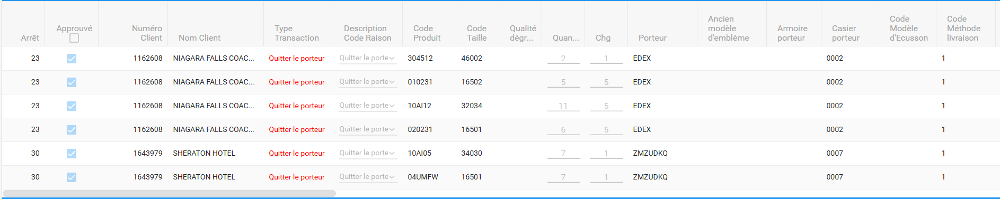 Arrêt Approuvé Numéro Client Nom Client Type Transaction Description Code Raison Code Produit Code Taille Qualité dégr... Quan... Chg Porteur Ancien modèle d'emblème Armoire porteur Casier porteur Code Modèle d'Ecusson Code Méthode livraison
23 1162608 NIAGARA FALLS COAC... Quitter le porteur Quitter le porte 304512 46002 2 1 EDEX 0002 1
23 1162608 NIAGARA FALLS COAC... Quitter le porteur Quitter le porte 010231 16502 5 5 EDEX 0002 1
23 1162608 NIAGARA FALLS COAC... Quitter le porteur Quitter le porte 10AI12 32034 11 5 EDEX 0002 1
23 1162608 NIAGARA FALLS COAC... Quitter le porteur Quitter le porte 020231 16501 6 5 EDEX 0002 1
30 1643979 SHERATON HOTEL Quitter le porteur Quitter le porte 10AI05 34030 7 1 ZMZUDKQ 0007 1
30 1643979 SHERATON HOTEL Quitter le porteur Quitter le porte 04UMFW 16501 7 1 ZMZUDKQ 0007 1